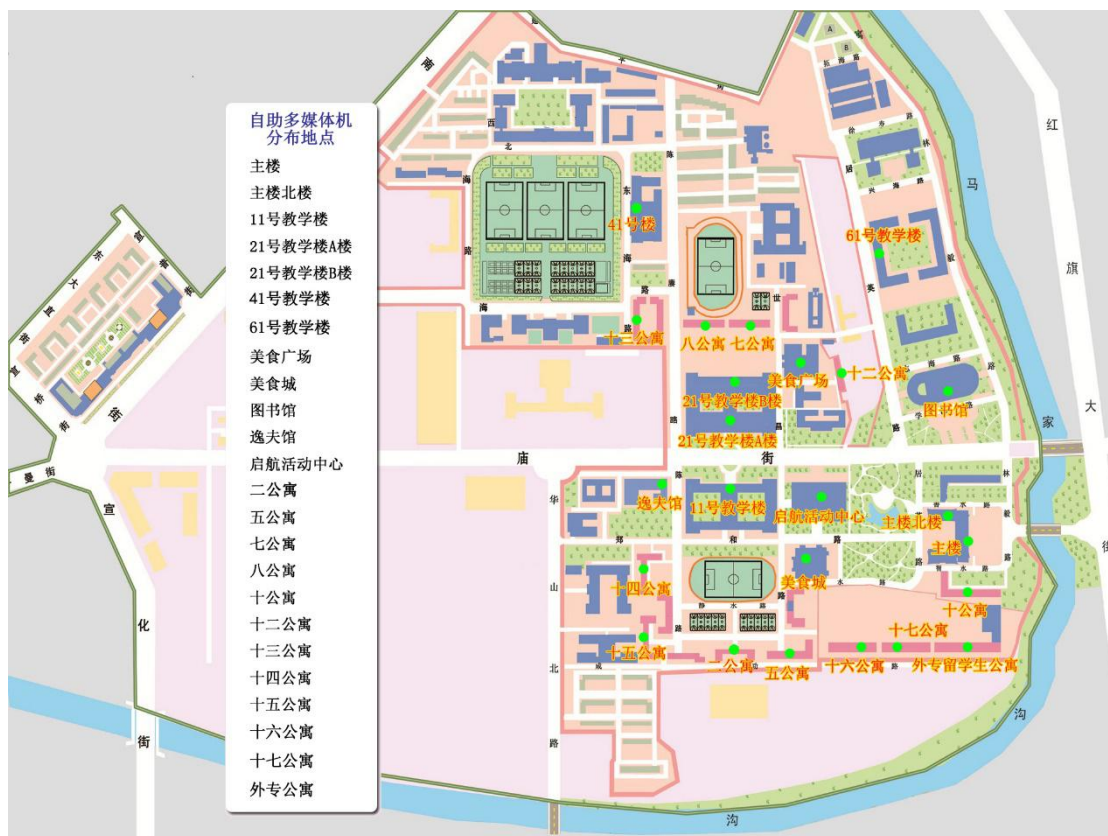 自助多媒体机
分布地点
主楼
主楼北楼
11号教学楼
21号教学楼A楼
21号教学楼B楼
41号教学楼
61号教学楼
美食广场
美食城
图书馆
逸夫馆
启航活动中心
二公寓
五公寓
七公寓
八公寓
十公寓
十二公寓
十三公寓
十四公寓
十五公寓
十六公寓
十七公寓
外专公寓
A
B
41号楼
61号教学楼
十三公寓
八公寓
七公寓
美食广场
十二公寓
21号教学楼B楼
图书馆
21号教学楼A楼
逸夫馆
11号教学楼
启航活动中心
主楼北楼
主楼
美食城
十四公寓
十公寓
十五公寓
二公寓
五公寓
十七公寓
十六公寓
外专留学生公寓
红旗大街
马家沟
沟
庙街
宣化街
华山北路
静水路
兴海路